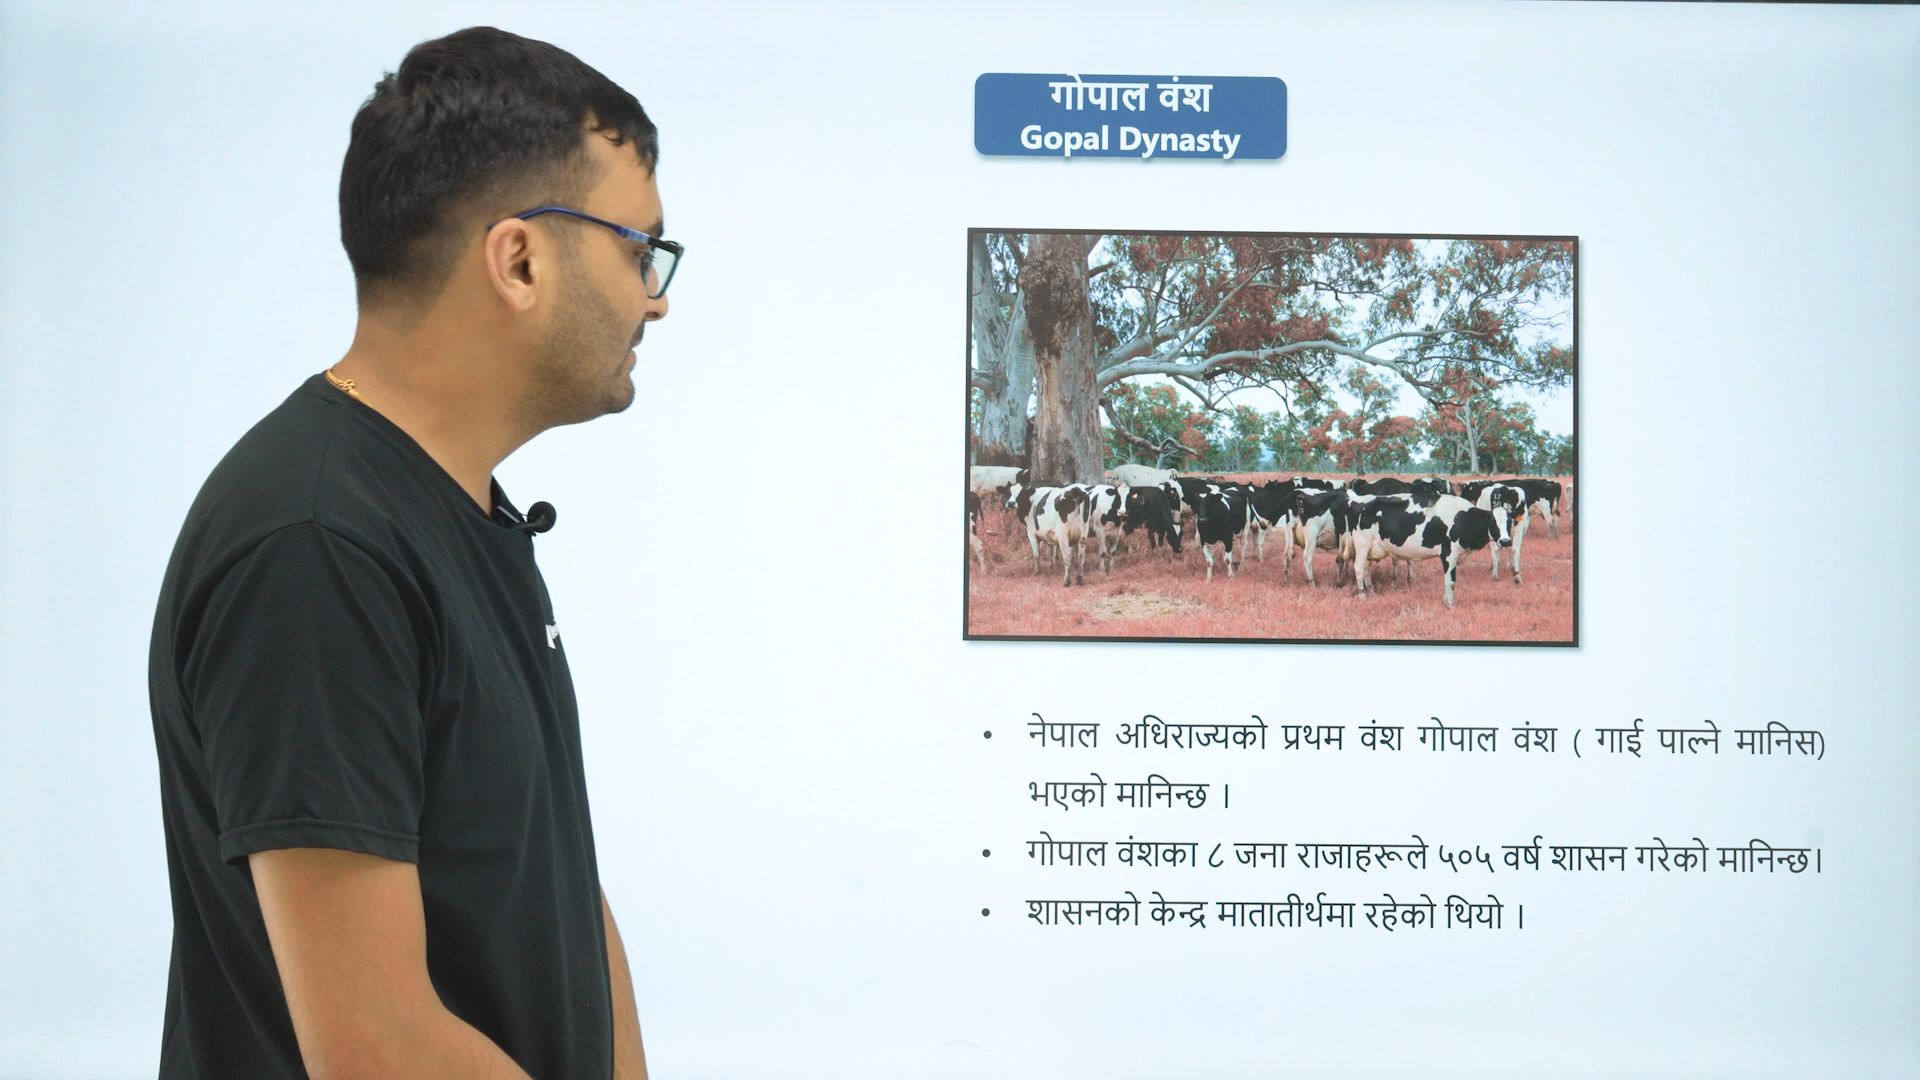 गोपाल वंश
Gopal Dynasty
• नेपाल अधिराज्यको प्रथम वंश गोपाल वंश ( गाई पाल्ने मानिस)
भएको मानिन्छ ।
• गोपाल वंशका ८ जना राजाहरूले ५०५ वर्ष शासन गरेको मानिन्छ।
• शासनको केन्द्र मातातीर्थमा रहेको थियो ।